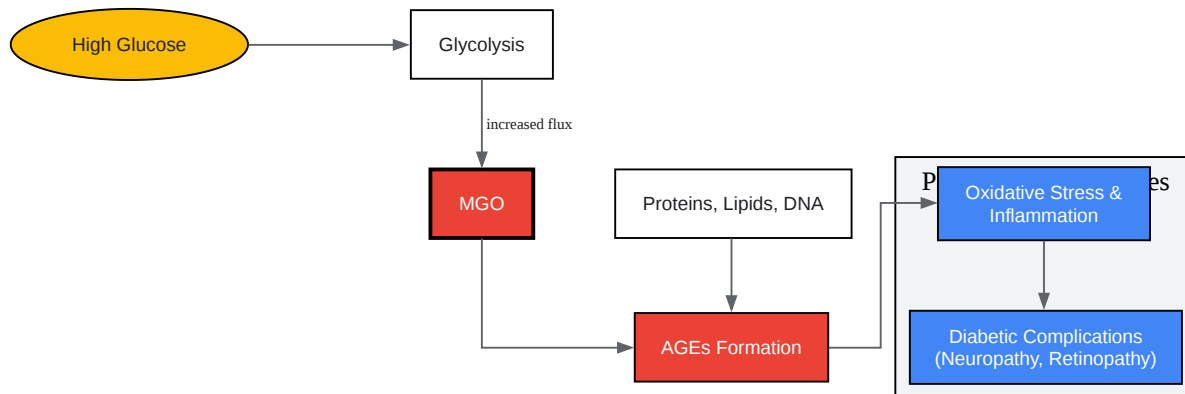 High Glucose
Glycolysis
increased flux
MGO
Proteins, Lipids, DNA
Oxidative Stress &
Inflammation
AGEs Formation
Diabetic Complications
(Neuropathy, Retinopathy)